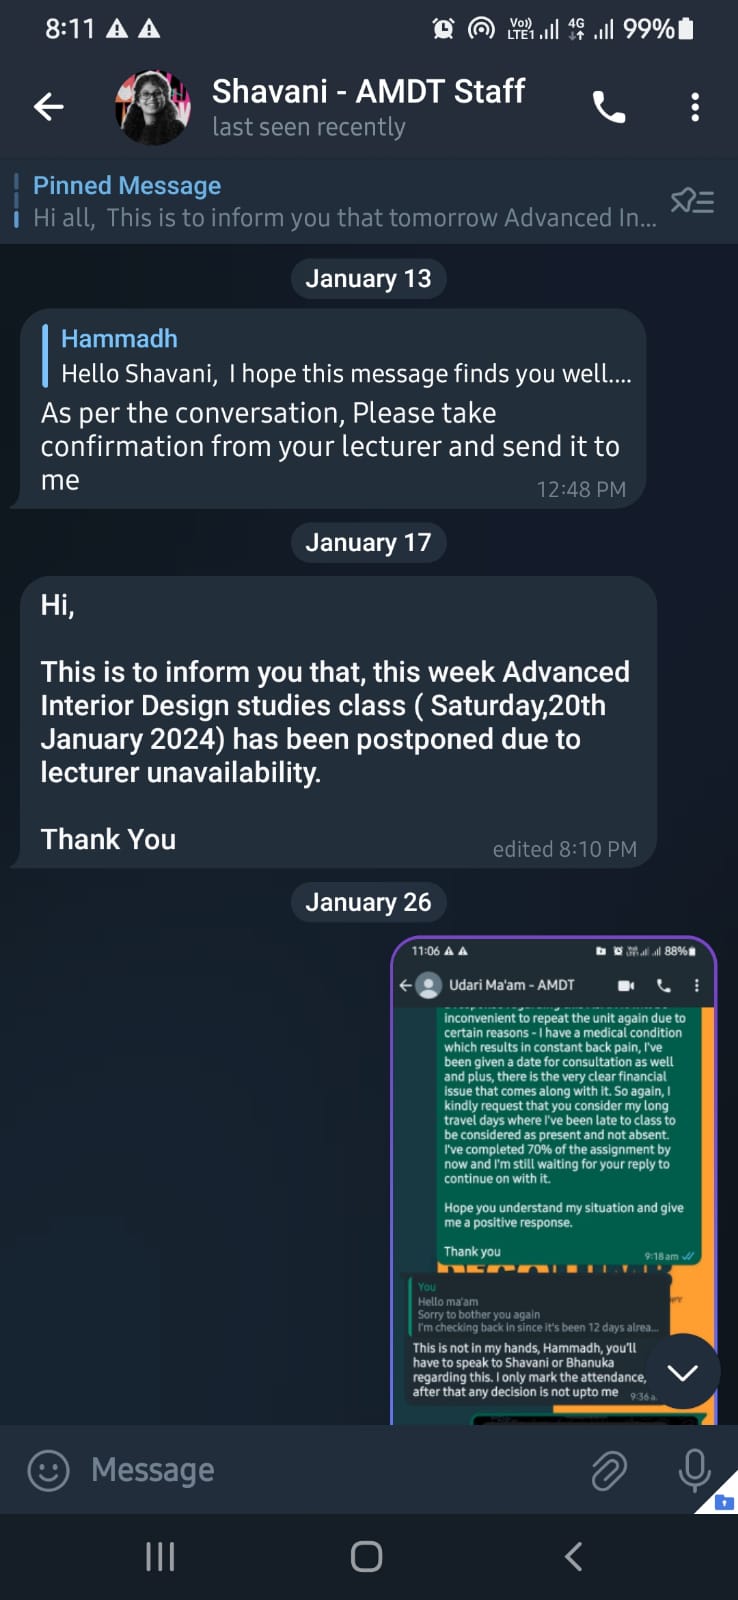 8:11
Vo))
LTE1
4G
99%
Shavani - AMDT Staff
last seen recently
Pinned Message
Hi all,  This is to inform you that tomorrow Advanced In...
January 13
Hammadh
Hello Shavani,  I hope this message finds you well....
As per the conversation, Please take
confirmation from your lecturer and send it to
me
12:48 PM
January 17
Hi,
This is to inform you that, this week Advanced
Interior Design studies class ( Saturday,20th
January 2024) has been postponed due to
lecturer unavailability.
Thank You
edited 8:10 PM
January 26
11:06
88%
Udari Ma'am - AMDT
inconvenient to repeat the unit again due to
certain reasons - I have a medical condition
which results in constant back pain, I've
been given a date for consultation as well
and plus, there is the very clear financial
issue that comes along with it. So again, I
kindly request that you consider my long
travel days where I've been late to class to
be considered as present and not absent.
I've completed 70% of the assignment by
now and I'm still waiting for your reply to
continue on with it.
Hope you understand my situation and give
me a positive response.
Thank you
9:18 am
You
Hello ma'am
Sorry to bother you again
I'm checking back in since it's been 12 days alrea...
This is not in my hands, Hammadh, you'll
have to speak to Shavani or Bhanuka
regarding this. I only mark the attendance,
after that any decision is not upto me
9:36 a
Message